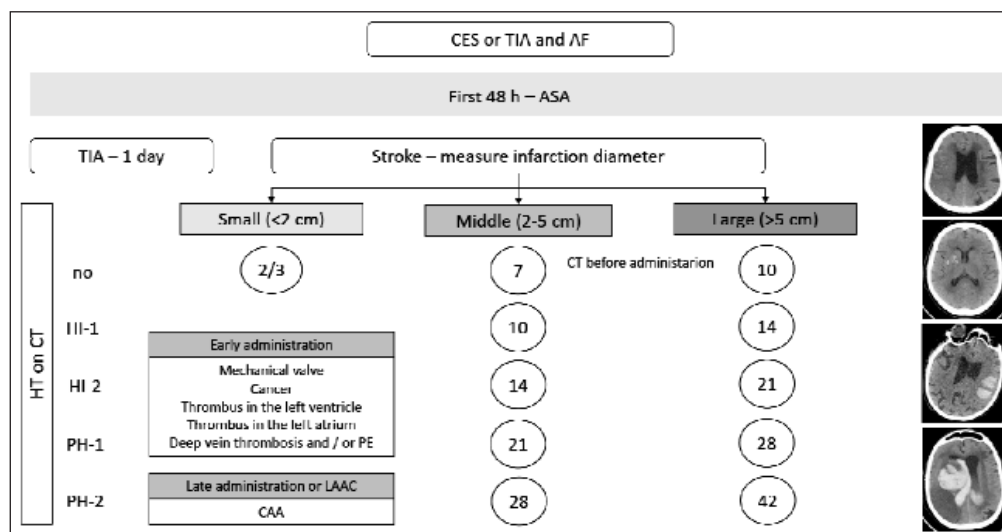 CES or TIA and AF
First 48 h – ASA
TIA – 1 day
Stroke – measure infarction diameter
Small (<2 cm)
Middle (2-5 cm)
Large (>5 cm)
HT on CT
no
2/3
7
CT before administarion
10
HI-1
10
14
Early administration
Mechanical valve
Cancer
Thrombus in the left ventricle
Thrombus in the left atrium
Deep vein thrombosis and / or PE
HI-2
14
21
PH-1
21
28
Late administration or LAAC
CAA
PH-2
28
42